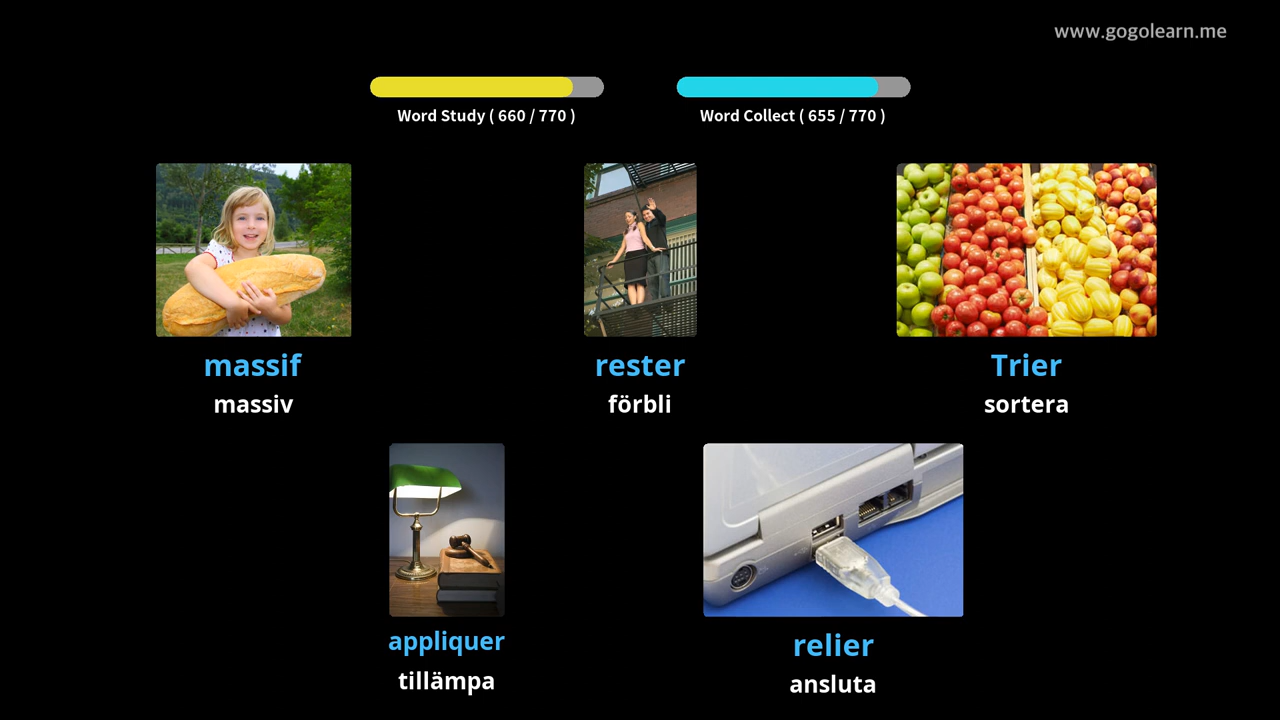 www.gogolearn.me
Word Study ( 660 / 770 )
Word Collect ( 655 / 770 )
massif
massiv
rester
förbli
Trier
sortera
appliquer
tillämpa
relier
ansluta